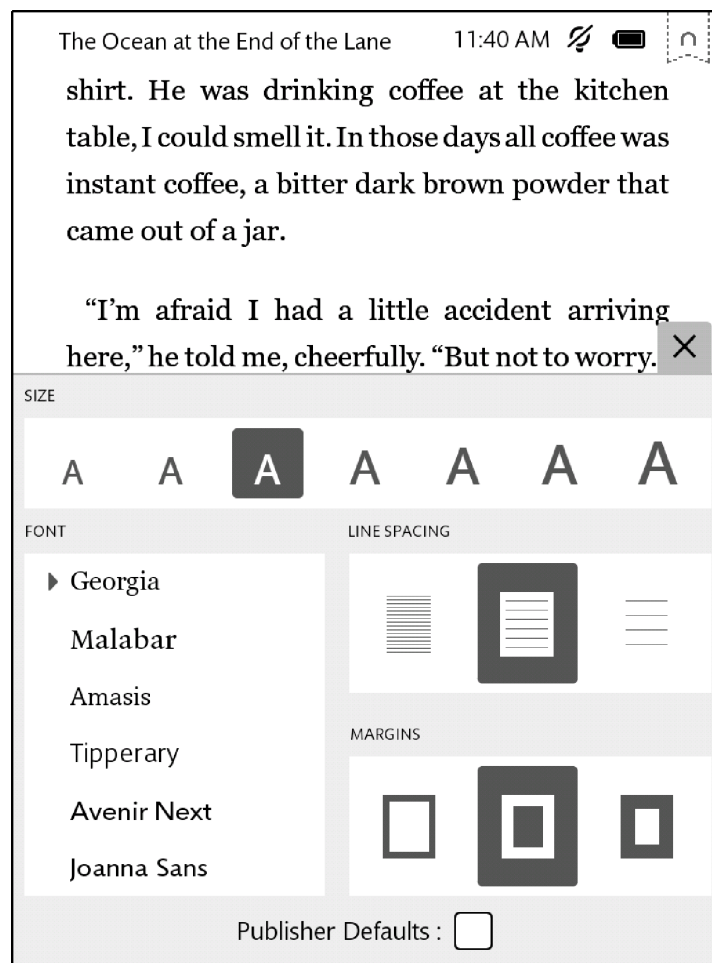 The Ocean at the End of the Lane 11:40 AM
shirt. He was drinking coffee at the kitchen
table, I could smell it. In those days all coffee was
instant coffee, a bitter dark brown powder that
came out of a jar.
“I’m afraid I had a little accident arriving
here,” he told me, cheerfully. “But not to worry.
SIZE
A A A A A A A
FONT
Georgia
Malabar
Amasis
Tipperary
Avenir Next
Joanna Sans
LINE SPACING
MARGINS
Publisher Defaults :